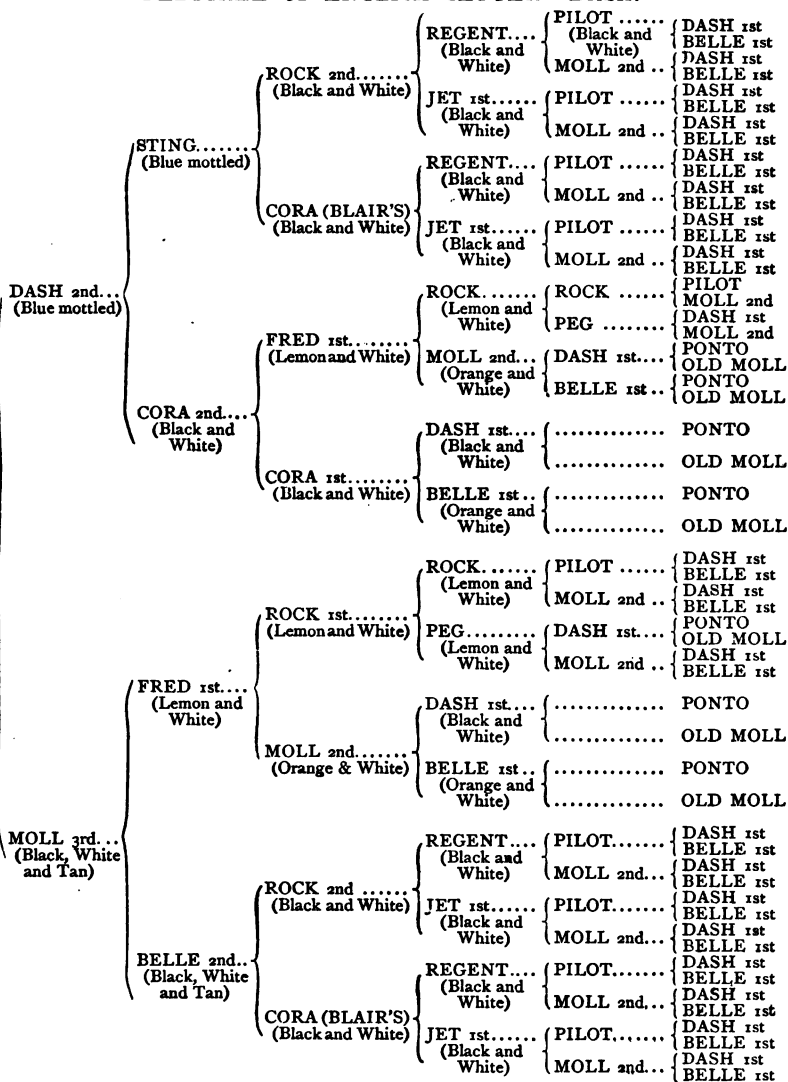 PILOT ...... { DASH 1st
REGENT.... (Black and BELLE 1st
(Black and White) DASH 1st
White) MOLL 2nd .. BELLE 1st
ROCK 2nd.......
(Black and White)
JET 1st...... PILOT ...... DASH 1st
(Black and BELLE 1st
White) MOLL 2nd .. DASH 1st
BELLE 1st
STING........
(Blue mottled)
REGENT.... PILOT ...... DASH 1st
(Black and BELLE 1st
White) MOLL 2nd .. DASH 1st
BELLE 1st
CORA (BLAIR'S)
(Black and White)
JET 1st...... PILOT ...... DASH 1st
(Black and BELLE 1st
White) MOLL 2nd .. DASH 1st
BELLE 1st
DASH 2nd...
(Blue mottled)
ROCK....... ROCK ...... PILOT
(Lemon and MOLL 2nd
White) PEG ........ DASH 1st
MOLL 2nd
FRED 1st.......
(Lemon and White)
MOLL 2nd... DASH 1st.... PONTO
(Orange and OLD MOLL
White) BELLE 1st .. PONTO
OLD MOLL
CORA 2nd....
(Black and
White)
DASH 1st.... .............. PONTO
(Black and
White) .............. OLD MOLL
CORA 1st........
(Black and White)
BELLE 1st .. .............. PONTO
(Orange and
White) .............. OLD MOLL
ROCK....... PILOT ...... DASH 1st
(Lemon and BELLE 1st
White) MOLL 2nd .. DASH 1st
BELLE 1st
ROCK 1st........
(Lemon and White)
PEG......... DASH 1st.... PONTO
(Lemon and OLD MOLL
White) MOLL 2nd .. DASH 1st
BELLE 1st
FRED 1st....
(Lemon and
White)
DASH 1st.... .............. PONTO
(Black and
White) .............. OLD MOLL
MOLL 2nd.......
(Orange & White)
BELLE 1st .. .............. PONTO
(Orange and
White) .............. OLD MOLL
MOLL 3rd...
(Black, White
and Tan)
REGENT.... PILOT....... DASH 1st
(Black and BELLE 1st
White) MOLL 2nd... DASH 1st
BELLE 1st
ROCK 2nd ......
(Black and White)
JET 1st...... PILOT....... DASH 1st
(Black and BELLE 1st
White) MOLL 2nd... DASH 1st
BELLE 1st
BELLE 2nd..
(Black, White
and Tan)
REGENT.... PILOT....... DASH 1st
(Black and BELLE 1st
White) MOLL 2nd... DASH 1st
BELLE 1st
CORA (BLAIR'S)
(Black and White)
JET 1st...... PILOT....... DASH 1st
(Black and BELLE 1st
White) MOLL 2nd... DASH 1st
BELLE 1st